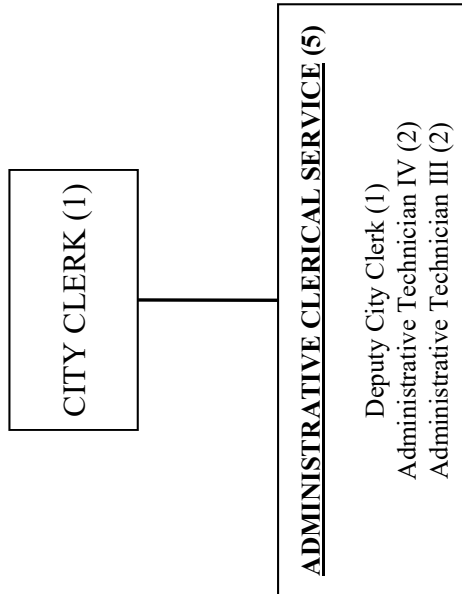 CITY CLERK (1)
ADMINISTRATIVE CLERICAL SERVICE (5)
Deputy City Clerk (1)
Administrative Technician IV (2)
Administrative Technician III (2)